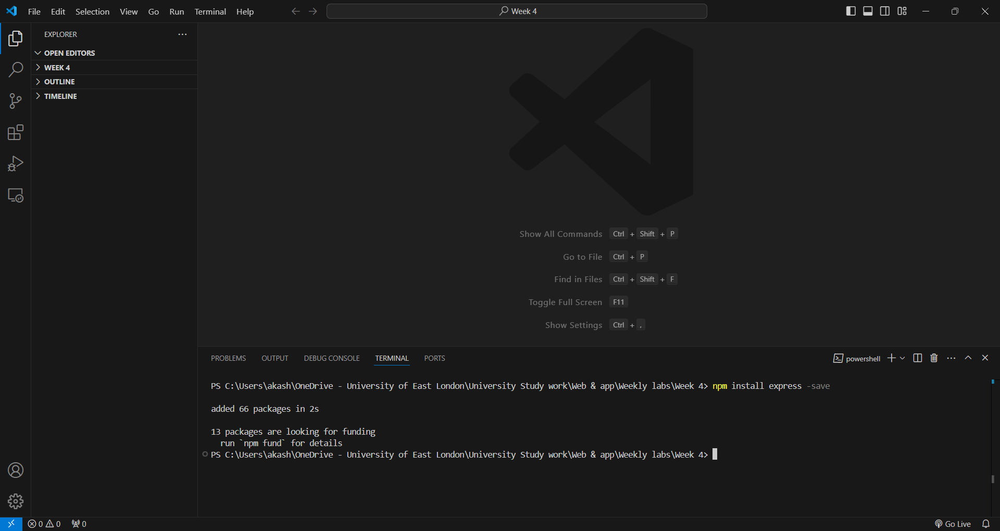 File Edit Selection View Go Run Terminal Help
Week 4
EXPLORER
OPEN EDITORS
WEEK 4
OUTLINE
TIMELINE
Show All Commands Ctrl + Shift + P
Go to File Ctrl + P
Find in Files Ctrl + Shift + F
Toggle Full Screen F11
Show Settings Ctrl + ,
PROBLEMS OUTPUT DEBUG CONSOLE TERMINAL PORTS
powershell
PS C:\Users\akash\OneDrive - University of East London\University Study work\Web & app\Weekly labs\Week 4> npm install express -save
added 66 packages in 2s
13 packages are looking for funding
run `npm fund` for details
PS C:\Users\akash\OneDrive - University of East London\University Study work\Web & app\Weekly labs\Week 4>
0 0 0
Go Live